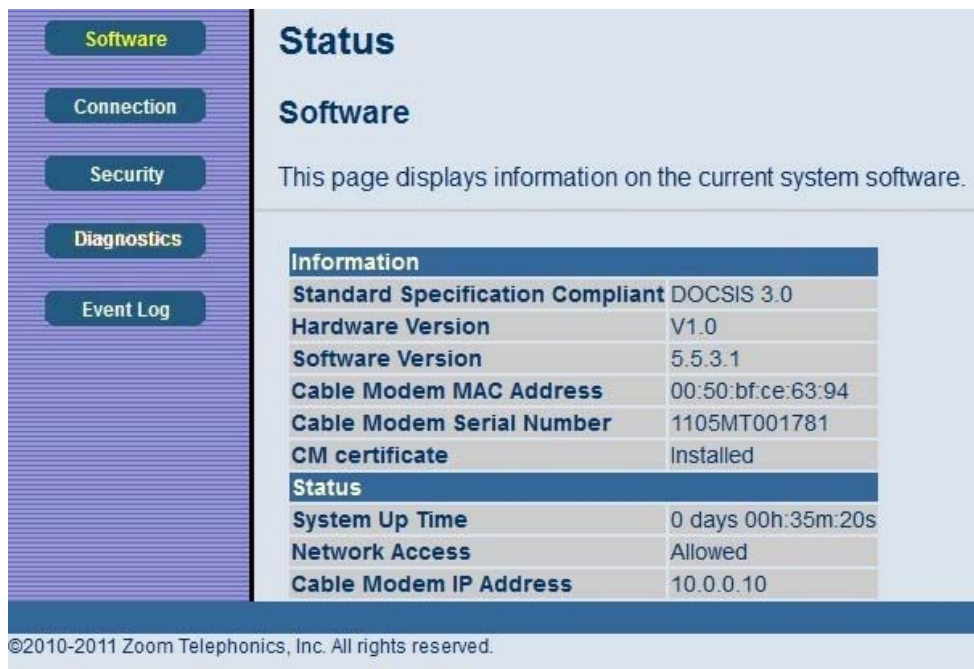 Software
Connection
Security
Diagnostics
Event Log
Status
Software
This page displays information on the current system software.
Information
Standard Specification Compliant DOCSIS 3.0
Hardware Version V1.0
Software Version 5.5.3.1
Cable Modem MAC Address 00:50:bf:ce:63:94
Cable Modem Serial Number 1105MT001781
CM certificate Installed
Status
System Up Time 0 days 00h:35m:20s
Network Access Allowed
Cable Modem IP Address 10.0.0.10
©2010-2011 Zoom Telephonics, Inc. All rights reserved.